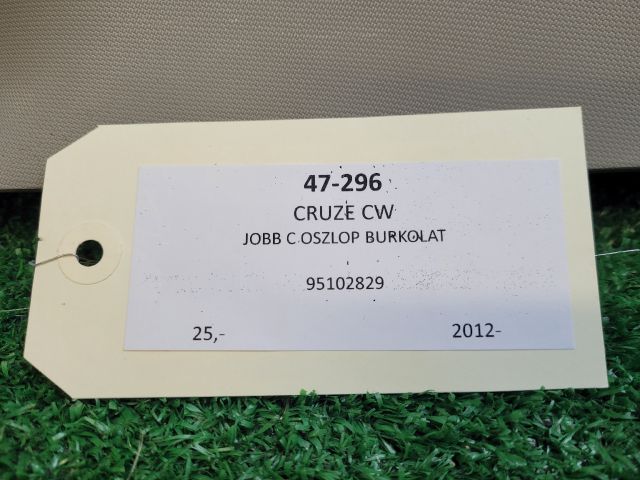 47-296
CRUZE CW
JOBB C OSZLOP BURKOLAT
95102829
25,- 2012-